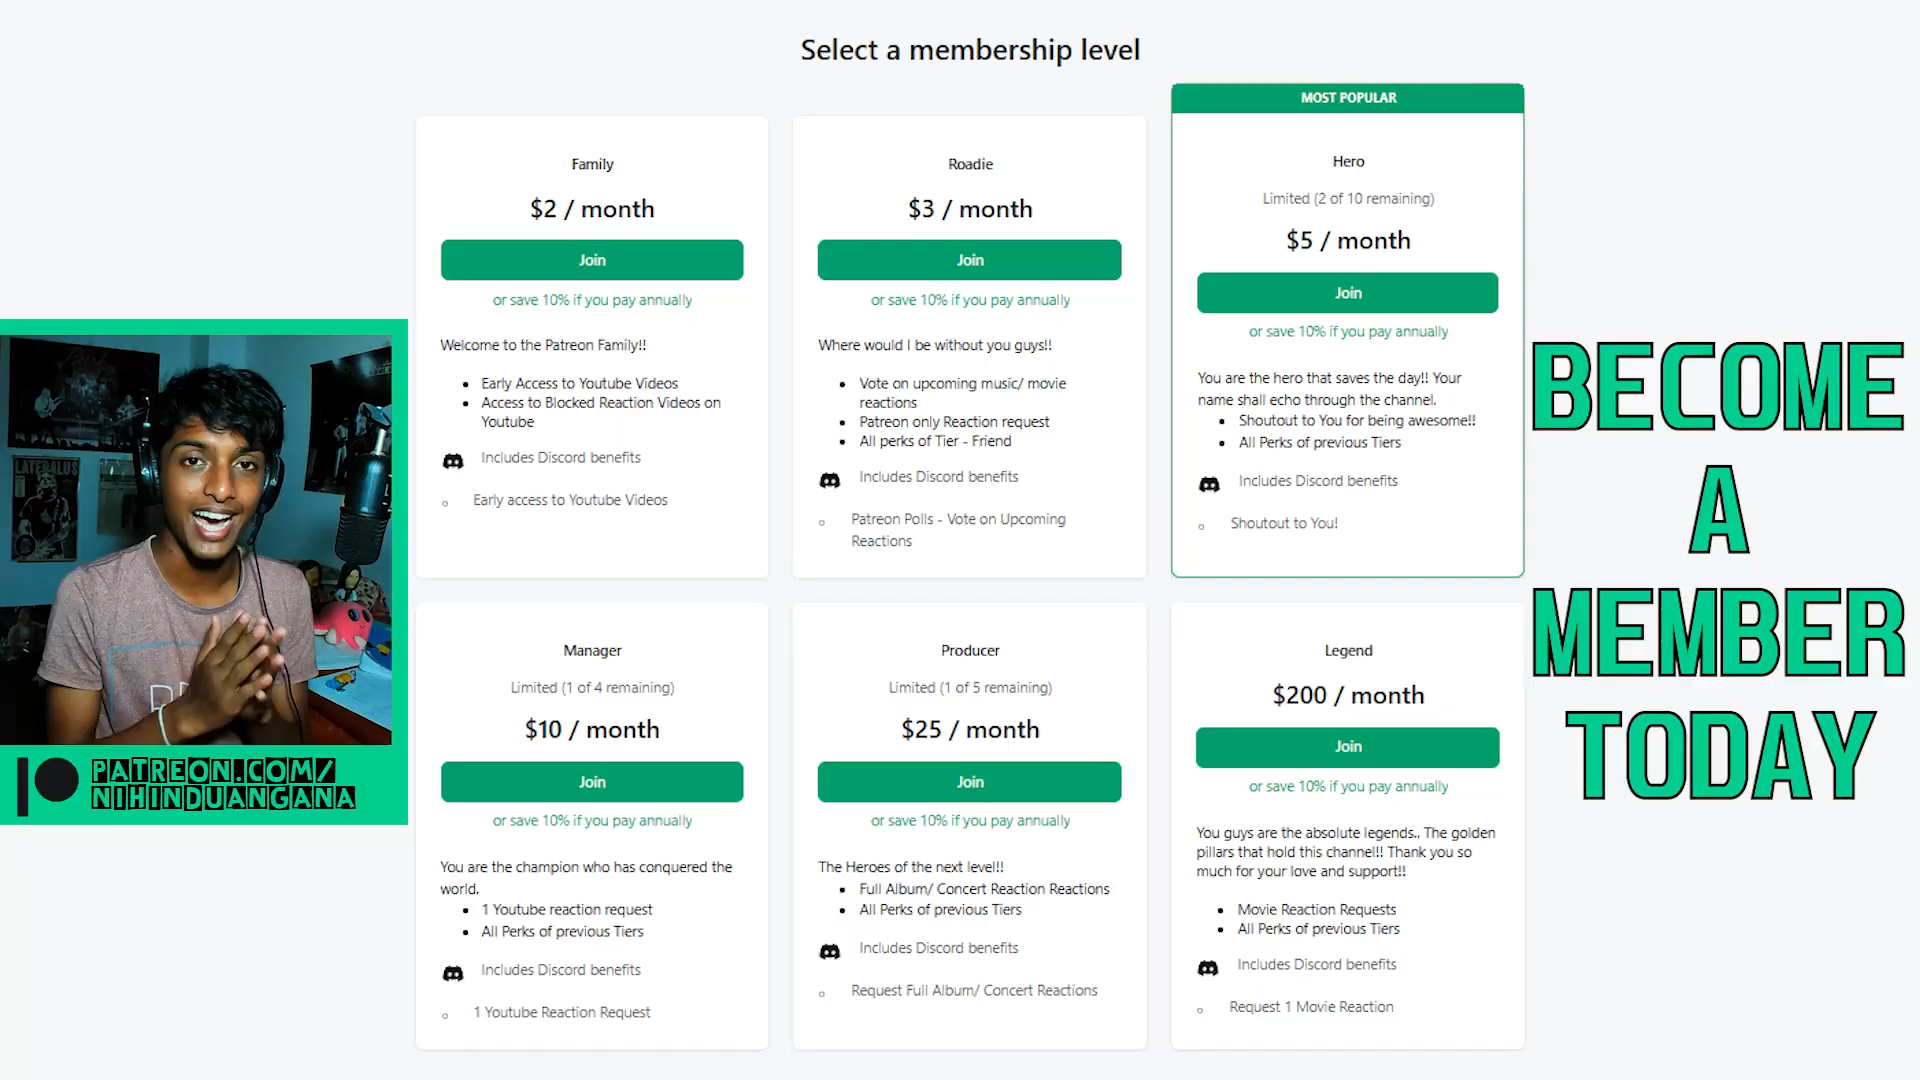 Select a membership level
Family
$2 / month
Join
or save 10% if you pay annually
Welcome to the Patreon Family!!
Early Access to Youtube Videos
Access to Blocked Reaction Videos on
Youtube
Includes Discord benefits
Early access to Youtube Videos
Roadie
$3 / month
Join
or save 10% if you pay annually
Where would I be without you guys!!
Vote on upcoming music/ movie
reactions
Patreon only Reaction request
All perks of Tier - Friend
Includes Discord benefits
Patreon Polls - Vote on Upcoming
Reactions
MOST POPULAR
Hero
Limited (2 of 10 remaining)
$5 / month
Join
or save 10% if you pay annually
You are the hero that saves the day!! Your
name shall echo through the channel.
Shoutout to You for being awesome!!
All Perks of previous Tiers
Includes Discord benefits
Shoutout to You!
Manager
Limited (1 of 4 remaining)
$10 / month
Join
or save 10% if you pay annually
You are the champion who has conquered the
world.
1 Youtube reaction request
All Perks of previous Tiers
Includes Discord benefits
1 Youtube Reaction Request
Producer
Limited (1 of 5 remaining)
$25 / month
Join
or save 10% if you pay annually
The Heroes of the next level!!
Full Album/ Concert Reaction Reactions
All Perks of previous Tiers
Includes Discord benefits
Request Full Album/ Concert Reactions
Legend
$200 / month
Join
or save 10% if you pay annually
You guys are the absolute legends.. The golden
pillars that hold this channel!! Thank you so
much for your love and support!!
Movie Reaction Requests
All Perks of previous Tiers
Includes Discord benefits
Request 1 Movie Reaction
LATERALUS
PATREON.COM/
NIHINDUANGANA
BECOME
A
MEMBER
TODAY